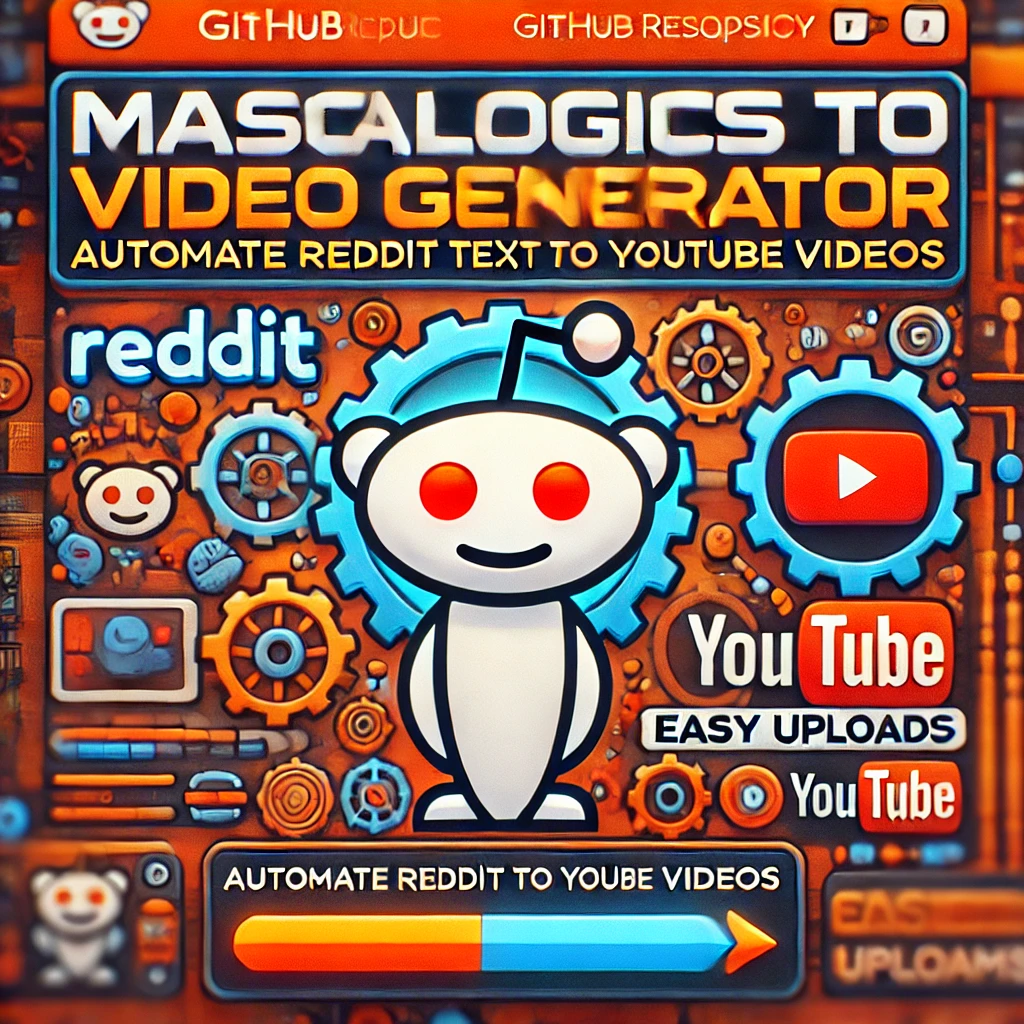 GITHUB
GITHUB RESOPSICY
MASCALOGICS TO
VIDEO GENERATOR
AUTOMATE REDDIT TEXT TO YOUTUBE VIDEOS
reddit
YouTube
EASY UPLOADS
YouTube
AUTOMATE REDDIT TO YOUBE VIDEOS
EAS
UPLOAMS